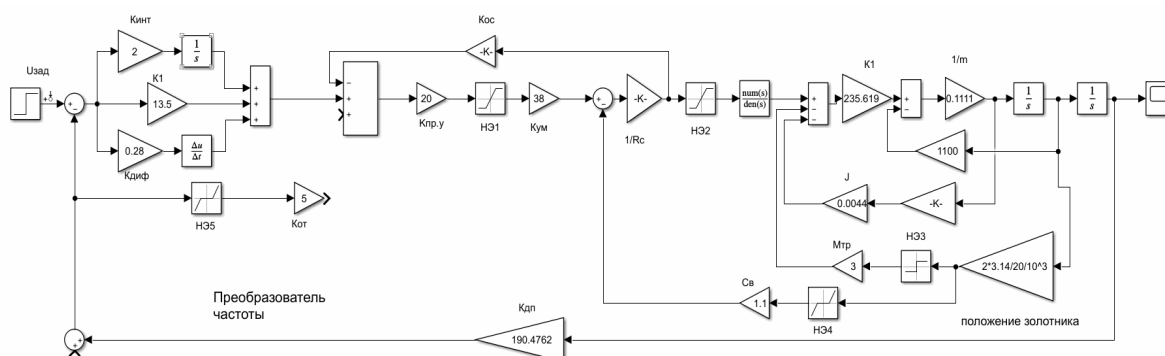 Кинт
2
1
s
Uзад
К1
13.5
0.28
Δu
Δt
Кдиф
НЭ5
5
Кот
Кос
-K-
20
Кпр.у
НЭ1
38
Кум
-K-
1/Rc
НЭ2
num(s)
den(s)
К1
235.619
1/m
0.1111
1
s
1
s
1100
J
0.0044
-K-
Мтр
3
НЭ3
2*3.14/20/10^3
Св
1.1
НЭ4
положение золотника
Преобразователь
частоты
Кдп
190.4762